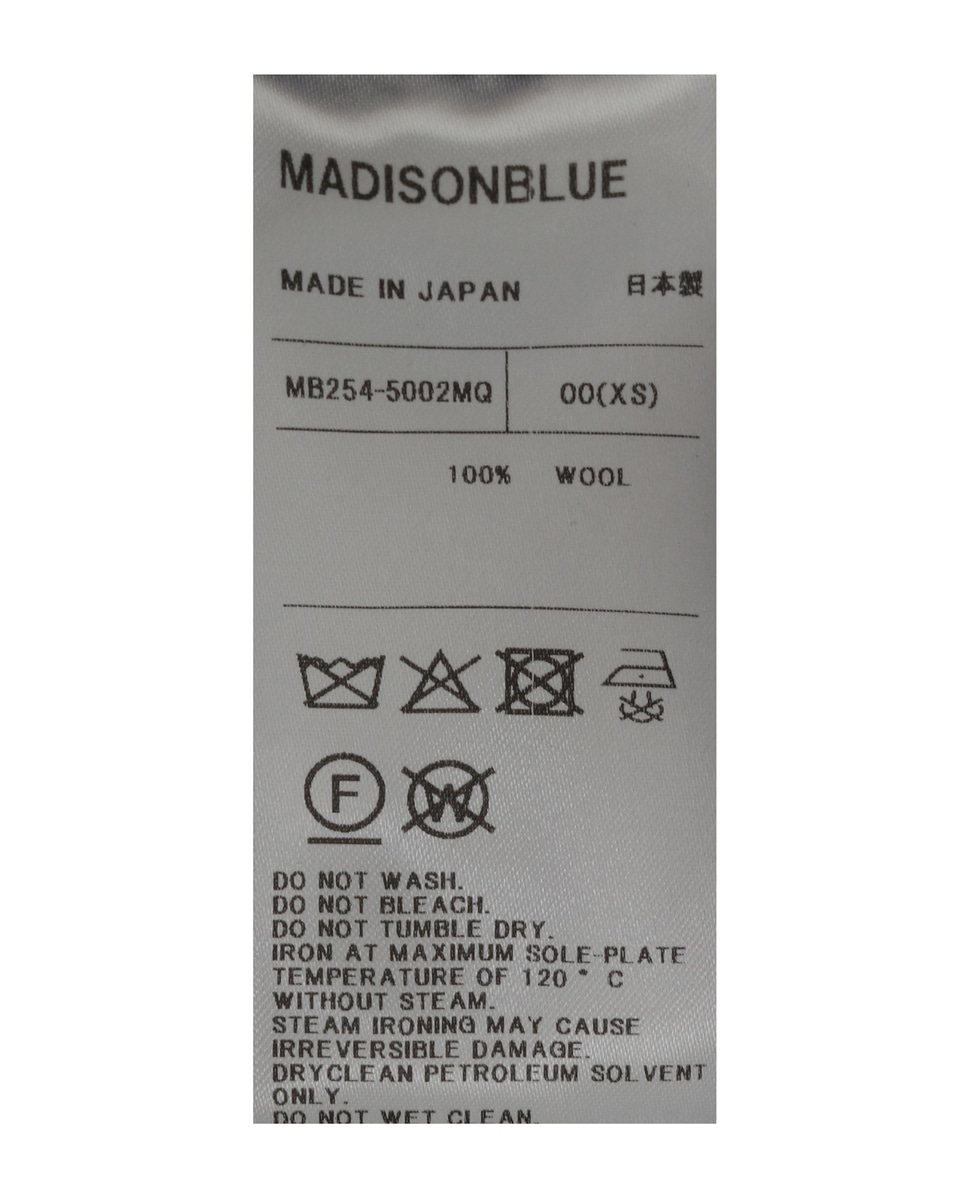 MADISONBLUE
MADE IN JAPAN 日本製
MB254-5002MQ 00(XS)
100% WOOL
F W
DO NOT WASH.
DO NOT BLEACH.
DO NOT TUMBLE DRY.
IRON AT MAXIMUM SOLE-PLATE
TEMPERATURE OF 120 ° C
WITHOUT STEAM.
STEAM IRONING MAY CAUSE
IRREVERSIBLE DAMAGE.
DRYCLEAN PETROLEUM SOLVENT
ONLY.
DO NOT WET CLEAN.